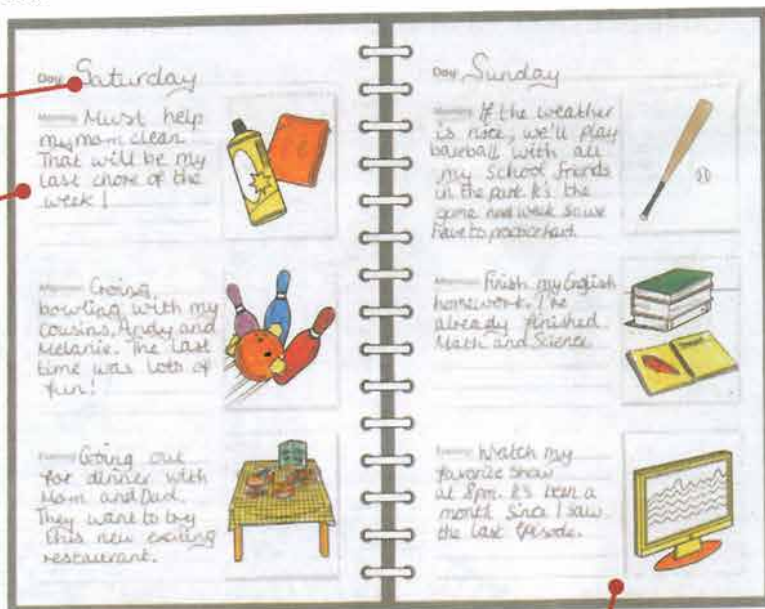 Day Saturday
Morning Must help
my mom clean.
That will be my
last chore of the
week!
Going
bowling with my
cousins, Andy and
Melanie. The last
time was lots of
fun!
Evening Going out
for dinner with
Mom and Dad.
They want to try
this new exciting
restaurant.
Day Sunday
Morning If the weather
is nice, we'll play
baseball with all
my school friends
in the park. It's the
game next week so we
have to practice hard.
Finish my English
homework. I've
already finished
Math and Science
Evening Watch my
favorite show
at 8pm. It's been a
month since I saw
the last episode.